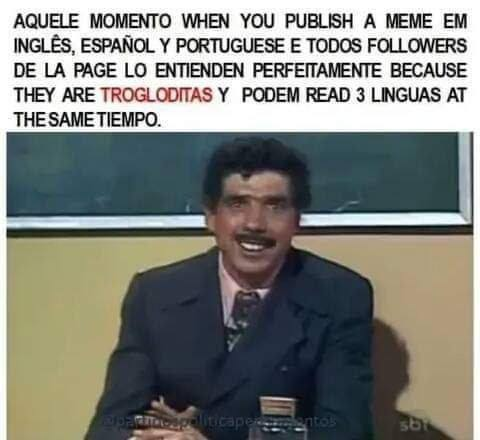 AQUELE MOMENTO WHEN YOU PUBLISH A MEME EM
INGLÊS, ESPAÑOL Y PORTUGUESE E TODOS FOLLOWERS
DE LA PAGE LO ENTIENDEN PERFEITAMENTE BECAUSE
THEY ARE TROGLODITAS Y PODEM READ 3 LINGUAS AT
THE SAME TIEMPO.
sbt